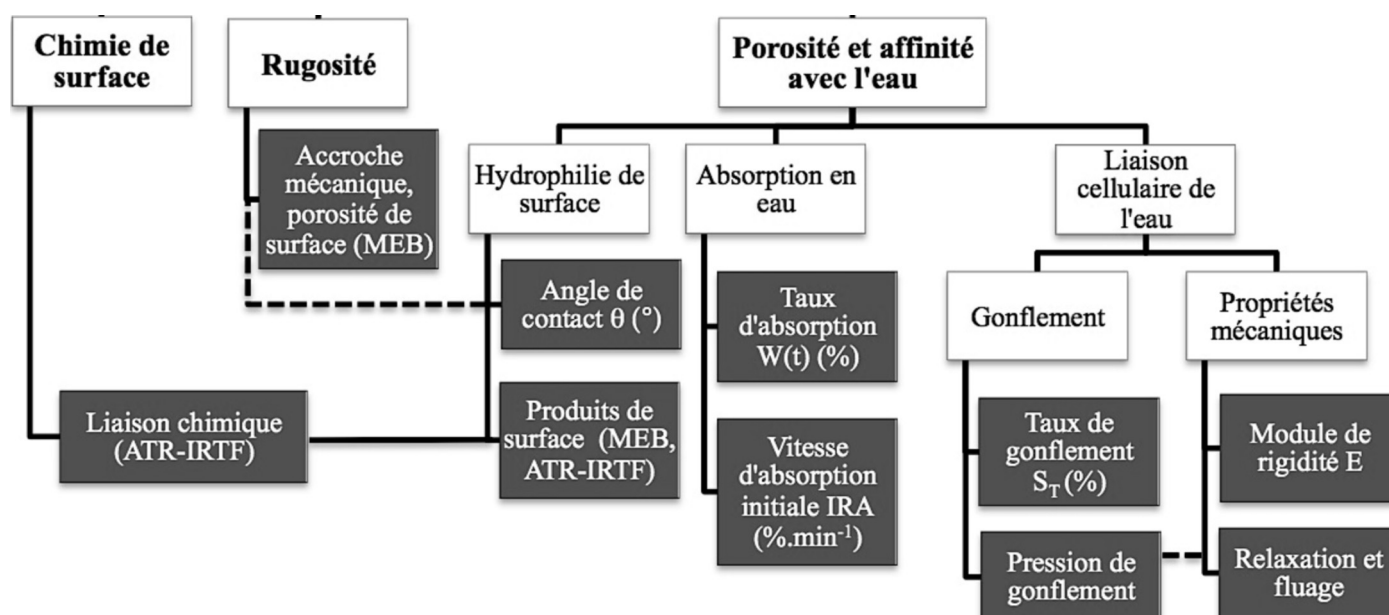 Chimie de
surface
Rugosité
Porosité et affinité
avec l'eau
Accroche
mécanique,
porosité de
surface (MEB)
Hydrophilie de
surface
Absorption en
eau
Liaison
cellulaire de
l'eau
Angle de
contact θ (°)
Taux
d'absorption
W(t) (%)
Gonflement
Propriétés
mécaniques
Liaison chimique
(ATR-IRTF)
Produits de
surface (MEB,
ATR-IRTF)
Vitesse
d'absorption
initiale IRA
(%.min⁻¹)
Taux de
gonflement
S_T (%)
Module de
rigidité E
Pression de
gonflement
Relaxation et
fluage